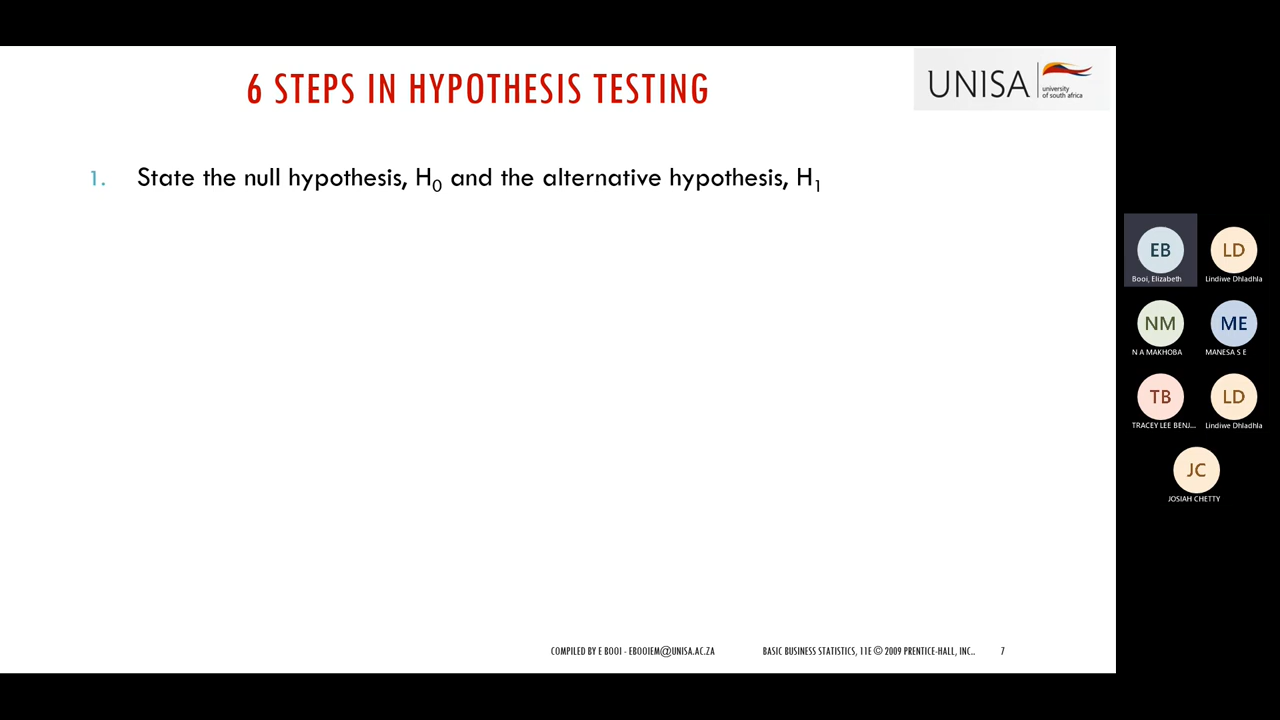 6 STEPS IN HYPOTHESIS TESTING
UNISA
university
of south africa
1. State the null hypothesis, H0 and the alternative hypothesis, H1
EB
Booi, Elizabeth
LD
Lindiwe Dhladhla
NM
N A MAKHOBA
ME
MANESA S E
TB
TRACEY LEE BENJ...
LD
Lindiwe Dhladhla
JC
JOSIAH CHETTY
COMPILED BY E BOOI - EBOOIEM@UNISA.AC.ZA
BASIC BUSINESS STATISTICS, 11E © 2009 PRENTICE-HALL, INC..
7